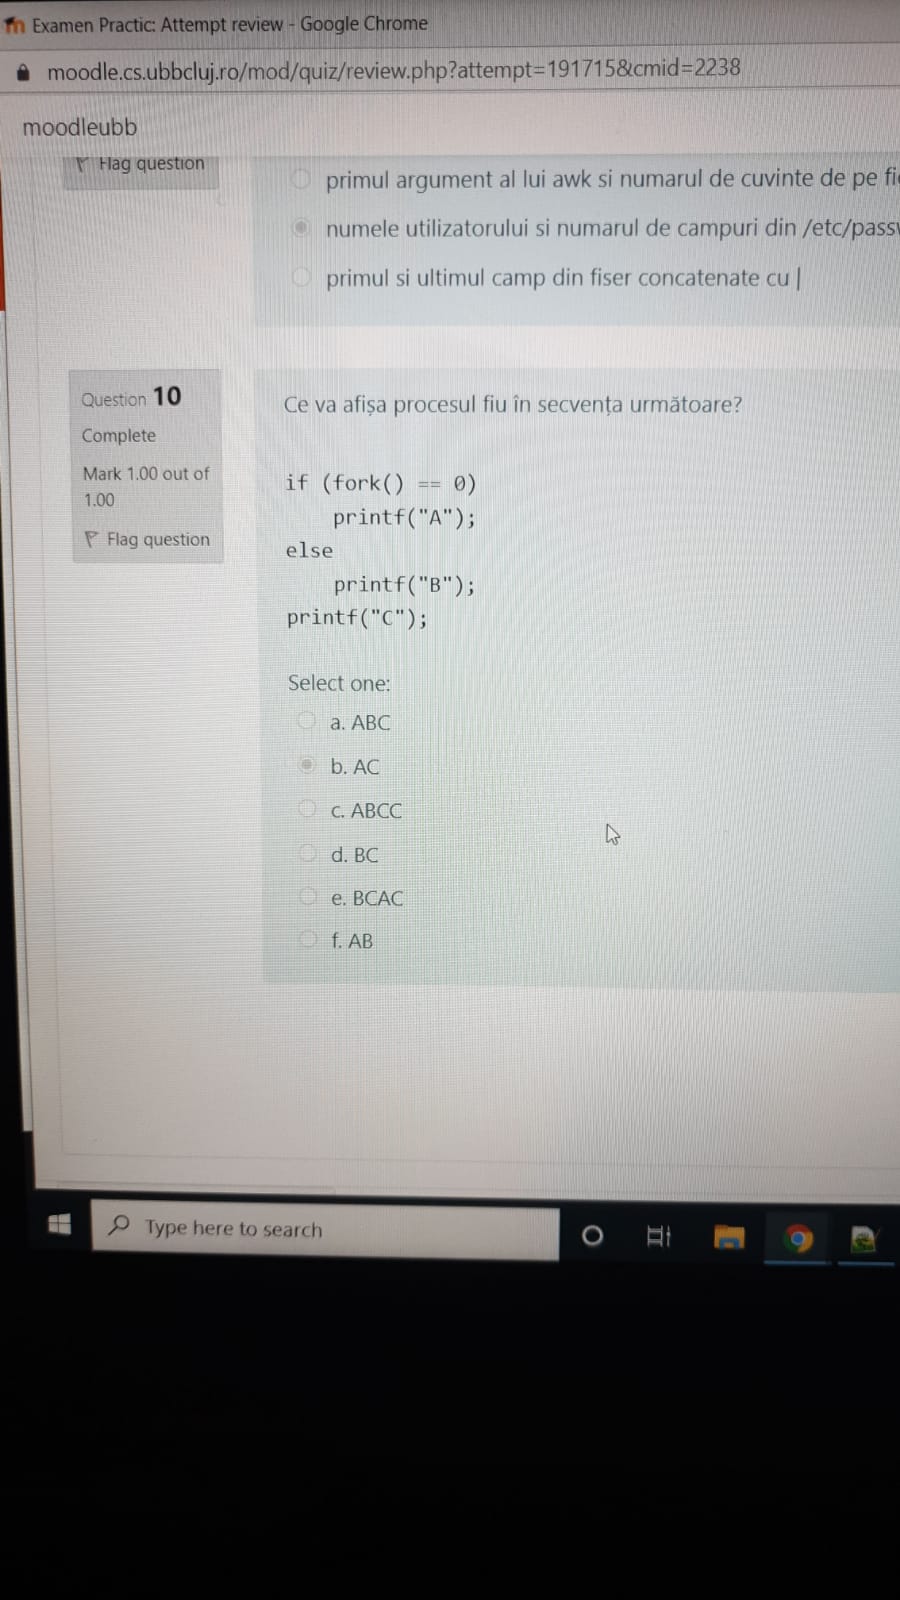 Examen Practic: Attempt review - Google Chrome
moodle.cs.ubbcluj.ro/mod/quiz/review.php?attempt=191715&cmid=2238
moodleubb
Flag question
primul argument al lui awk si numarul de cuvinte de pe fi
numele utilizatorului si numarul de campuri din /etc/pass
primul si ultimul camp din fiser concatenate cu |
Question 10
Complete
Mark 1.00 out of
1.00
Flag question
Ce va afișa procesul fiu în secvența următoare?
if (fork() == 0)
printf("A");
else
printf("B");
printf("C");
Select one:
a. ABC
b. AC
c. ABCC
d. BC
e. BCAC
f. AB
Type here to search